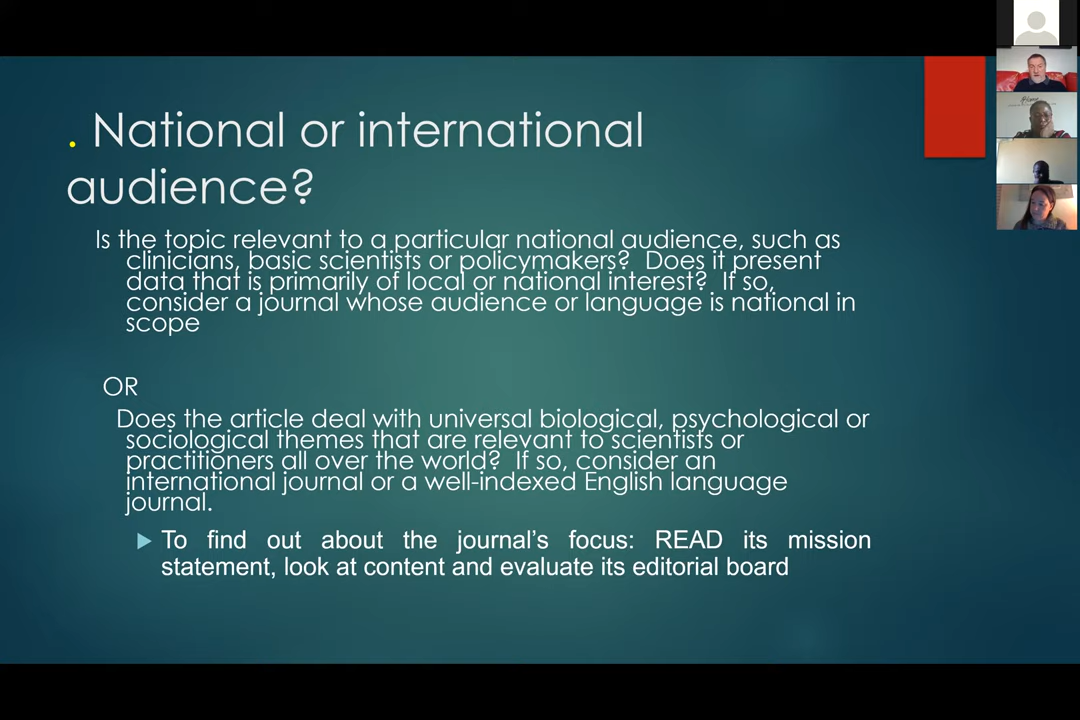 . National or international
audience?
Is the topic relevant to a particular national audience, such as
clinicians, basic scientists or policymakers? Does it present
data that is primarily of local or national interest? If so,
consider a journal whose audience or language is national in
scope
OR
Does the article deal with universal biological, psychological or
sociological themes that are relevant to scientists or
practitioners all over the world? If so, consider an
international journal or a well-indexed English language
journal.
To find out about the journal's focus: READ its mission
statement, look at content and evaluate its editorial board